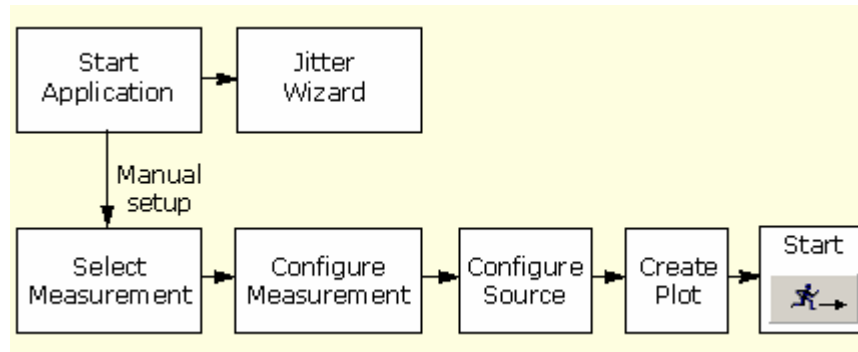 Start
Application
Jitter
Wizard
Manual
setup
Select
Measurement
Configure
Measurement
Configure
Source
Create
Plot
Start